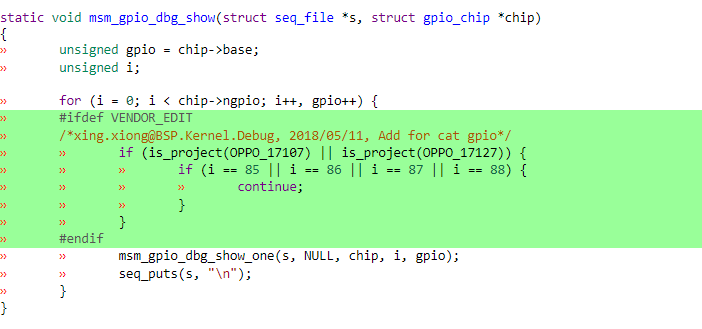 static void msm_gpio_dbg_show(struct seq_file *s, struct gpio_chip *chip)
{
»       unsigned gpio = chip->base;
»       unsigned i;

»       for (i = 0; i < chip->ngpio; i++, gpio++) {
»       #ifdef VENDOR_EDIT
»       /*xing.xiong@BSP.Kernel.Debug, 2018/05/11, Add for cat gpio*/
»       »       if (is_project(OPPO_17107) || is_project(OPPO_17127)) {
»       »       »       if (i == 85 || i == 86 || i == 87 || i == 88) {
»       »       »       »       continue;
»       »       »       }
»       »       }
»       #endif
»       »       msm_gpio_dbg_show_one(s, NULL, chip, i, gpio);
»       »       seq_puts(s, "\n");
»       }
}